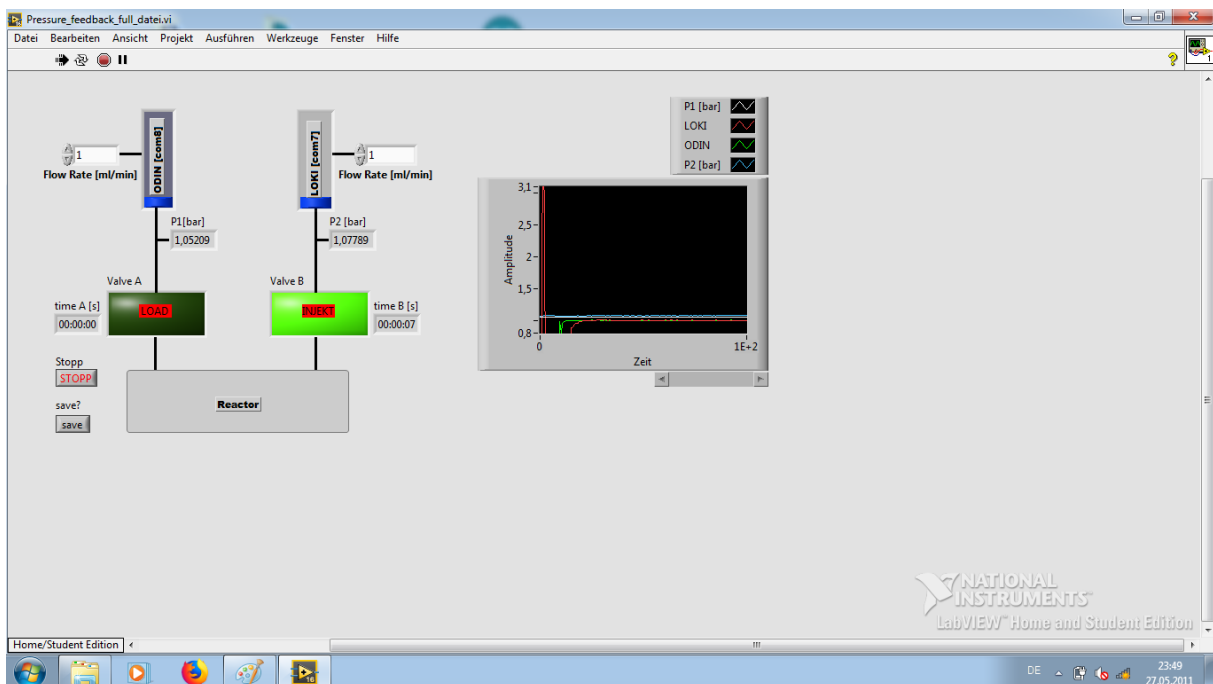 Pressure_feedback_full_datei.vi
Datei Bearbeiten Ansicht Projekt Ausführen Werkzeuge Fenster Hilfe
ODIN [com8]
1
Flow Rate [ml/min]
LOKI [com7]
1
Flow Rate [ml/min]
P1[bar]
1,05209
P2 [bar]
1,07789
Valve A
LOAD
time A [s]
00:00:00
Valve B
INJEKT
time B [s]
00:00:07
Stopp
STOPP
save?
save
Reactor
P1 [bar]
LOKI
ODIN
P2 [bar]
3,1
2,5
2
1,5
0,8
Amplitude
0
1E+2
Zeit
NATIONAL
INSTRUMENTS
LabVIEW™ Home and Student Edition
Home/Student Edition
16
DE
23:49
27.05.2011